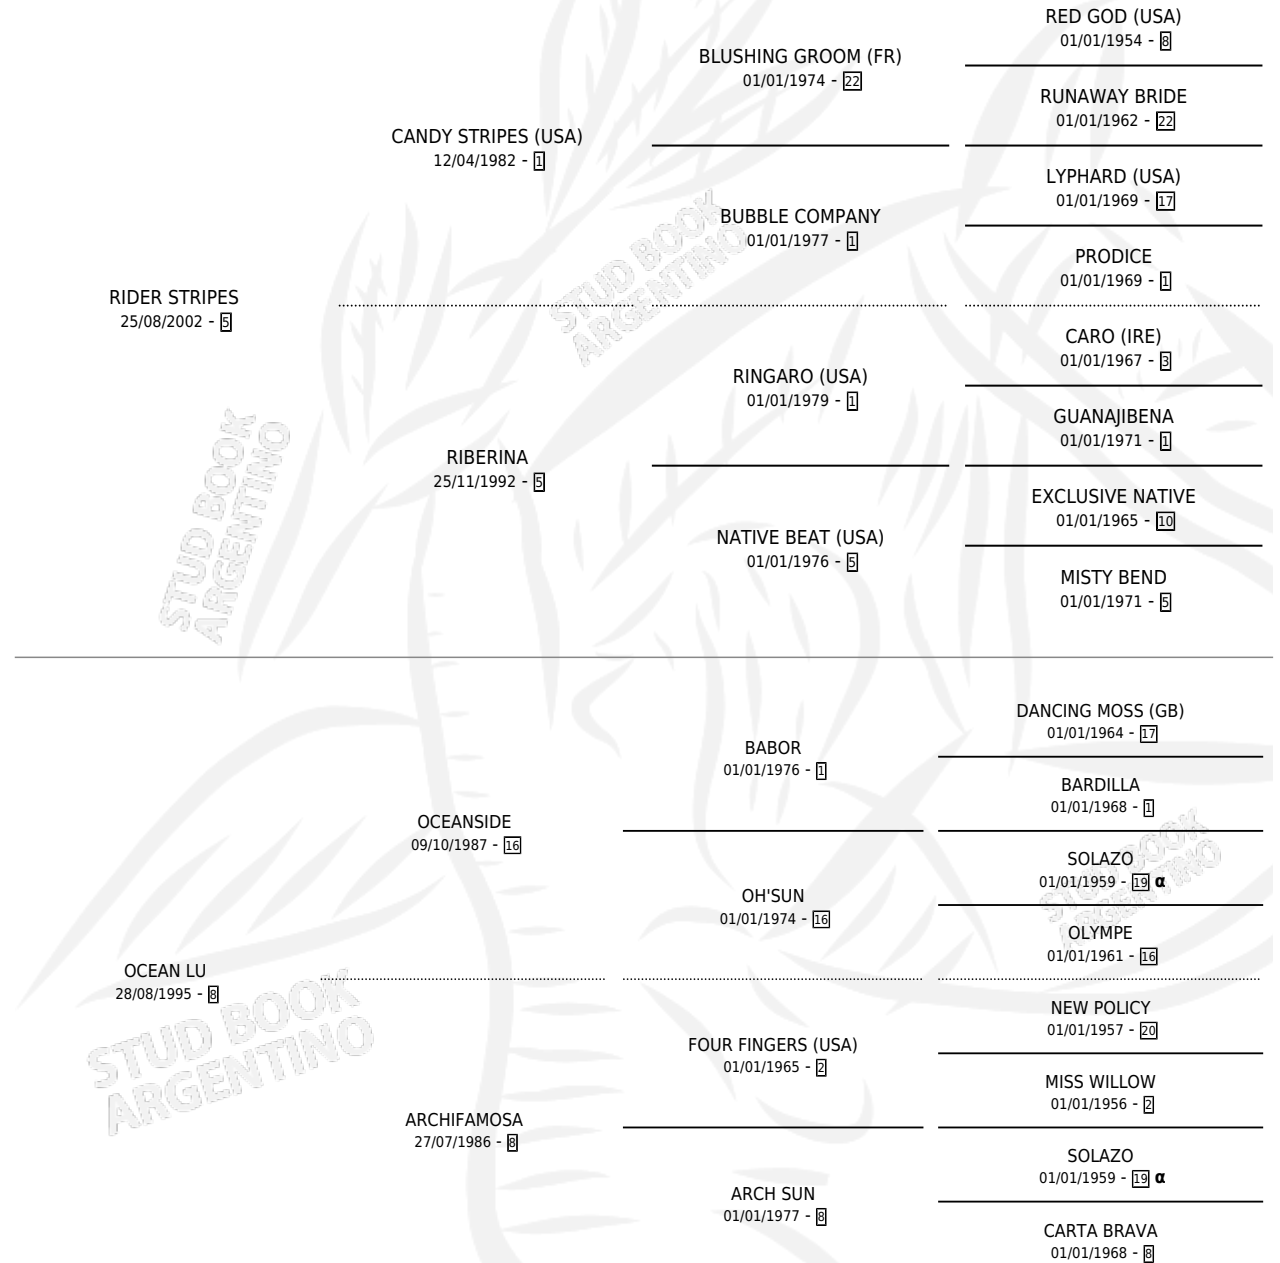 RED GOD (USA)
01/01/1954 - 8
BLUSHING GROOM (FR)
01/01/1974 - 22
RUNAWAY BRIDE
01/01/1962 - 22
CANDY STRIPES (USA)
12/04/1982 - 1
LYPHARD (USA)
01/01/1969 - 17
BUBBLE COMPANY
01/01/1977 - 1
PRODICE
01/01/1969 - 1
STUD BOOK
ARGENTINO
RIDER STRIPES
25/08/2002 - 5
CARO (IRE)
01/01/1967 - 3
RINGARO (USA)
01/01/1979 - 1
GUANAJIBENA
01/01/1971 - 1
RIBERINA
25/11/1992 - 5
EXCLUSIVE NATIVE
01/01/1965 - 10
NATIVE BEAT (USA)
01/01/1976 - 5
MISTY BEND
01/01/1971 - 5
STUD BOOK
ARGENTINO
DANCING MOSS (GB)
01/01/1964 - 17
BABOR
01/01/1976 - 1
BARDILLA
01/01/1968 - 1
OCEANSIDE
09/10/1987 - 16
SOLAZO
01/01/1959 - 19 α
OH'SUN
01/01/1974 - 16
OLYMPE
01/01/1961 - 16
STUD BOOK
ARGENTINO
OCEAN LU
28/08/1995 - 8
NEW POLICY
01/01/1957 - 20
FOUR FINGERS (USA)
01/01/1965 - 2
MISS WILLOW
01/01/1956 - 2
STUD BOOK
ARGENTINO
ARCHIFAMOSA
27/07/1986 - 8
SOLAZO
01/01/1959 - 19 α
ARCH SUN
01/01/1977 - 8
CARTA BRAVA
01/01/1968 - 8